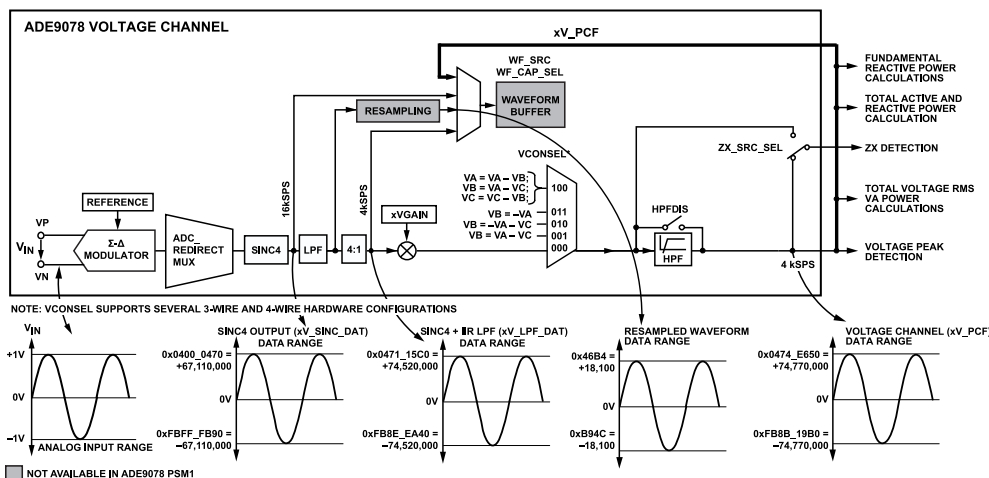 ADE9078 VOLTAGE CHANNEL
xV_PCF
WF_SRC
WF_CAP_SEL
WAVEFORM
BUFFER
RESAMPLING
FUNDAMENTAL
REACTIVE POWER
CALCULATIONS
TOTAL ACTIVE AND
REACTIVE POWER
CALCULATION
ZX_SRC_SEL
ZX DETECTION
TOTAL VOLTAGE RMS
VA POWER
CALCULATIONS
VOLTAGE PEAK
DETECTION
16kSPS
4kSPS
VCONSEL*
VA = VA – VB;
VB = VA – VC;
VC = VC – VB;
100
VB = –VA
011
VB = –VA – VC
010
VB = VA – VC
001
000
REFERENCE
VP
VIN
VN
Σ-Δ
MODULATOR
ADC_
REDIRECT
MUX
SINC4
LPF
4:1
xVGAIN
HPFDIS
HPF
4 kSPS
NOTE: VCONSEL SUPPORTS SEVERAL 3-WIRE AND 4-WIRE HARDWARE CONFIGURATIONS
VIN
+1V
0V
–1V
ANALOG INPUT RANGE
SINC4 OUTPUT (xV_SINC_DAT)
DATA RANGE
0x0400_0470 =
+67,110,000
0V
0xFBFF_FB90 =
–67,110,000
SINC4 + IIR LPF (xV_LPF_DAT)
DATA RANGE
0x0471_15C0 =
+74,520,000
0V
0xFB8E_EA40 =
–74,520,000
RESAMPLED WAVEFORM
DATA RANGE
0x46B4 =
+18,100
0V
0xB94C =
–18,100
VOLTAGE CHANNEL (xV_PCF)
DATA RANGE
0x0474_E650 =
+74,770,000
0V
0xFB8B_19B0 =
–74,770,000
NOT AVAILABLE IN ADE9078 PSM1